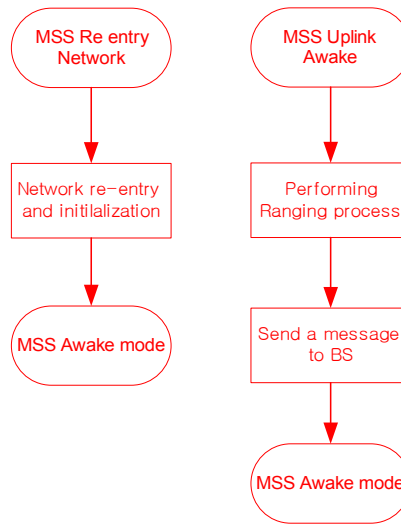 MSS Re entry
Network
Network re-entry
and initilalization
MSS Awake mode
MSS Uplink
Awake
Performing
Ranging process
Send a message
to BS
MSS Awake mode